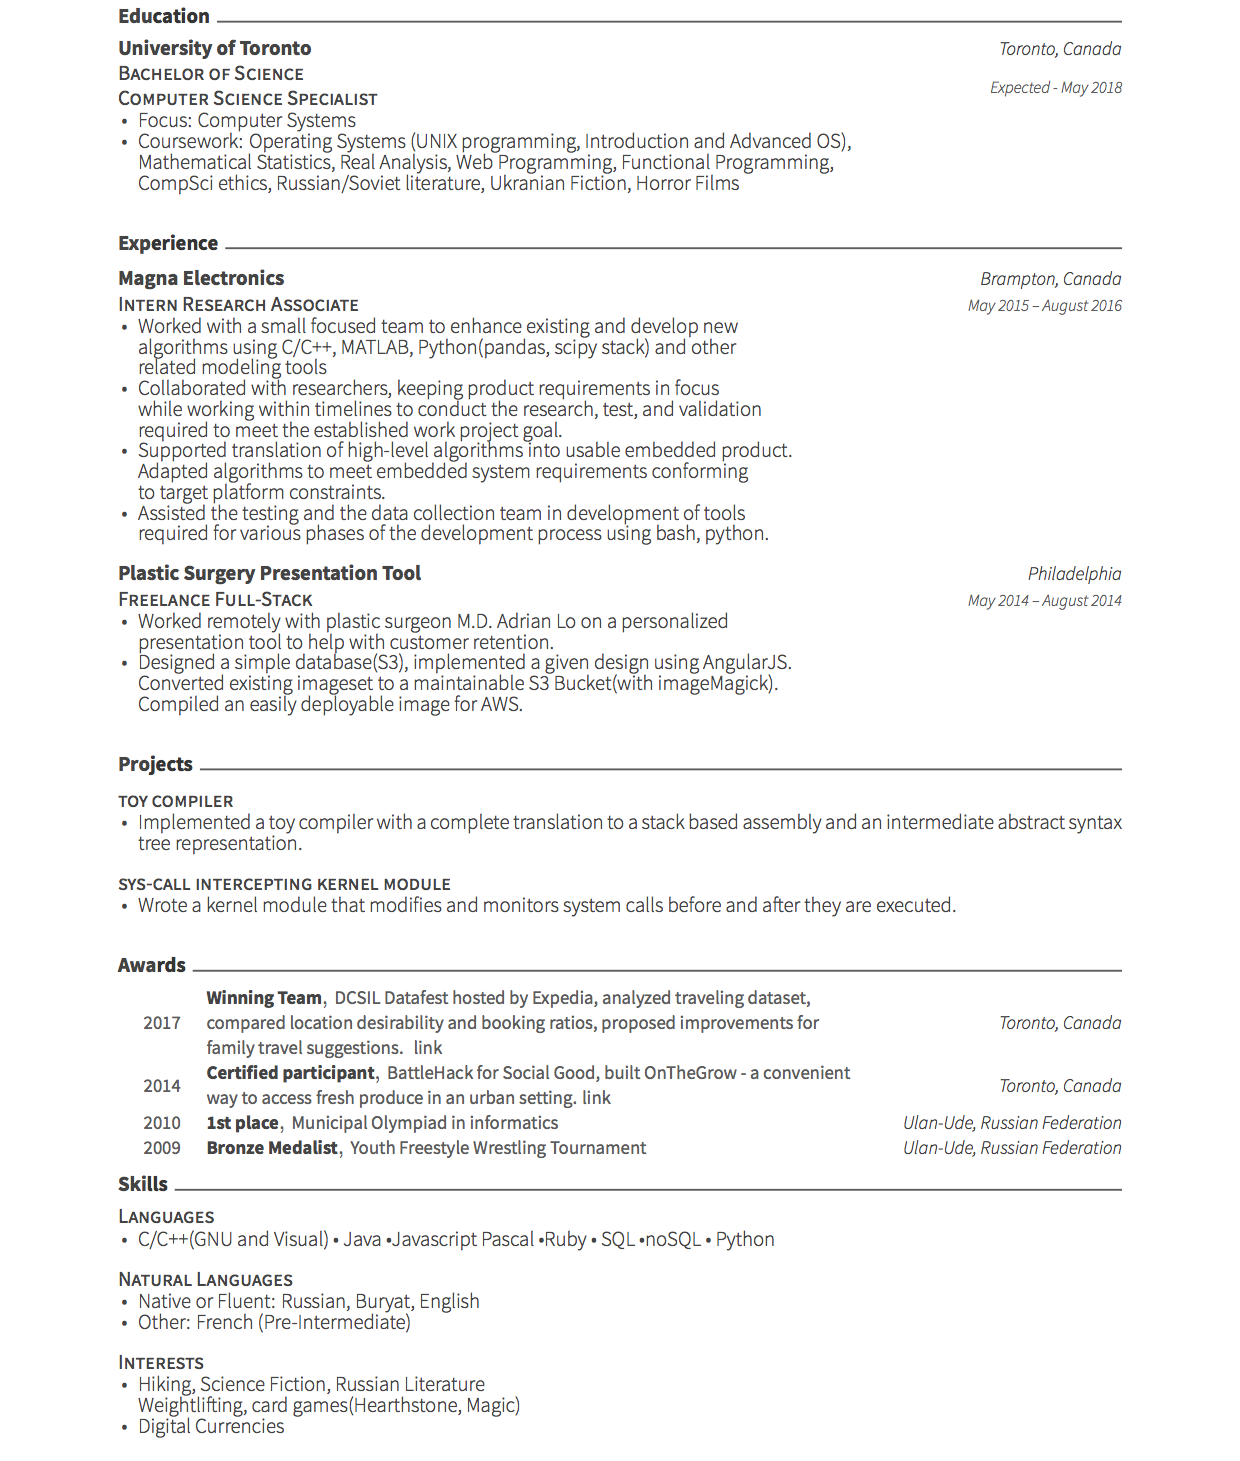 Education
University of Toronto Toronto, Canada
Bachelor of Science
Expected - May 2018
Computer Science Specialist
• Focus: Computer Systems
• Coursework: Operating Systems (UNIX programming, Introduction and Advanced OS),
Mathematical Statistics, Real Analysis, Web Programming, Functional Programming,
CompSci ethics, Russian/Soviet literature, Ukranian Fiction, Horror Films
Experience
Magna Electronics Brampton, Canada
Intern Research Associate May 2015 – August 2016
• Worked with a small focused team to enhance existing and develop new
algorithms using C/C++, MATLAB, Python(pandas, scipy stack) and other
related modeling tools
• Collaborated with researchers, keeping product requirements in focus
while working within timelines to conduct the research, test, and validation
required to meet the established work project goal.
• Supported translation of high-level algorithms into usable embedded product.
Adapted algorithms to meet embedded system requirements conforming
to target platform constraints.
• Assisted the testing and the data collection team in development of tools
required for various phases of the development process using bash, python.
Plastic Surgery Presentation Tool Philadelphia
Freelance Full-Stack May 2014 – August 2014
• Worked remotely with plastic surgeon M.D. Adrian Lo on a personalized
presentation tool to help with customer retention.
• Designed a simple database(S3), implemented a given design using AngularJS.
Converted existing imageset to a maintainable S3 Bucket(with imageMagick).
Compiled an easily deployable image for AWS.
Projects
toy compiler
• Implemented a toy compiler with a complete translation to a stack based assembly and an intermediate abstract syntax
tree representation.
sys-call intercepting kernel module
• Wrote a kernel module that modifies and monitors system calls before and after they are executed.
Awards
Winning Team, DCSIL Datafest hosted by Expedia, analyzed traveling dataset,
2017 compared location desirability and booking ratios, proposed improvements for Toronto, Canada
family travel suggestions. link
Certified participant, BattleHack for Social Good, built OnTheGrow - a convenient
2014 way to access fresh produce in an urban setting. link Toronto, Canada
2010 1st place, Municipal Olympiad in informatics Ulan-Ude, Russian Federation
2009 Bronze Medalist, Youth Freestyle Wrestling Tournament Ulan-Ude, Russian Federation
Skills
Languages
• C/C++(GNU and Visual) • Java •Javascript Pascal •Ruby • SQL •noSQL • Python
Natural Languages
• Native or Fluent: Russian, Buryat, English
• Other: French (Pre-Intermediate)
Interests
• Hiking, Science Fiction, Russian Literature
Weightlifting, card games(Hearthstone, Magic)
• Digital Currencies